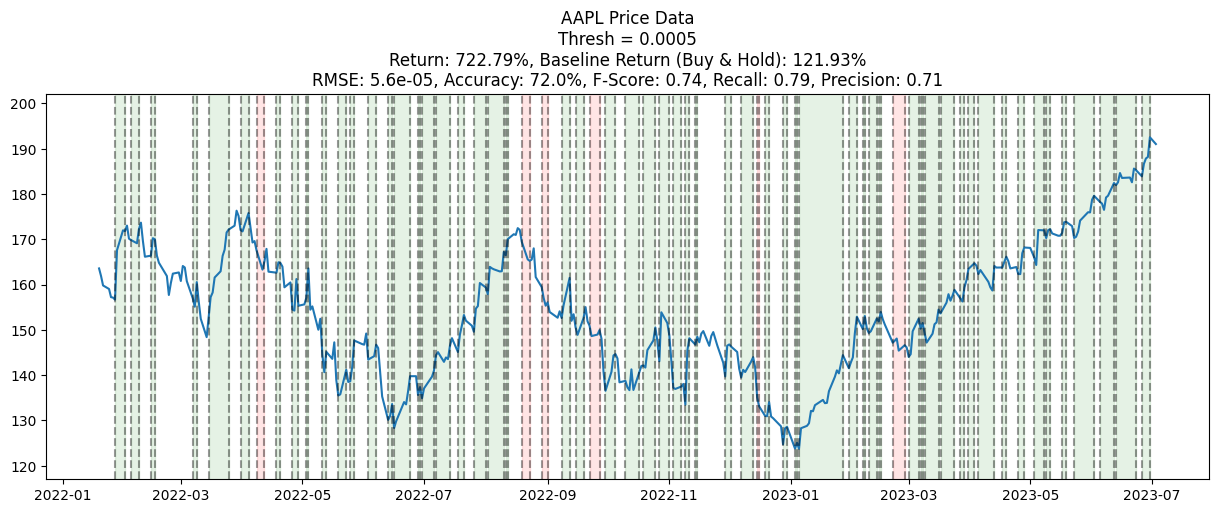 AAPL Price Data
Thresh = 0.0005
Return: 722.79%, Baseline Return (Buy & Hold): 121.93%
RMSE: 5.6e-05, Accuracy: 72.0%, F-Score: 0.74, Recall: 0.79, Precision: 0.71
200
190
180
170
160
150
140
130
120
2022-01 2022-03 2022-05 2022-07 2022-09 2022-11 2023-01 2023-03 2023-05 2023-07